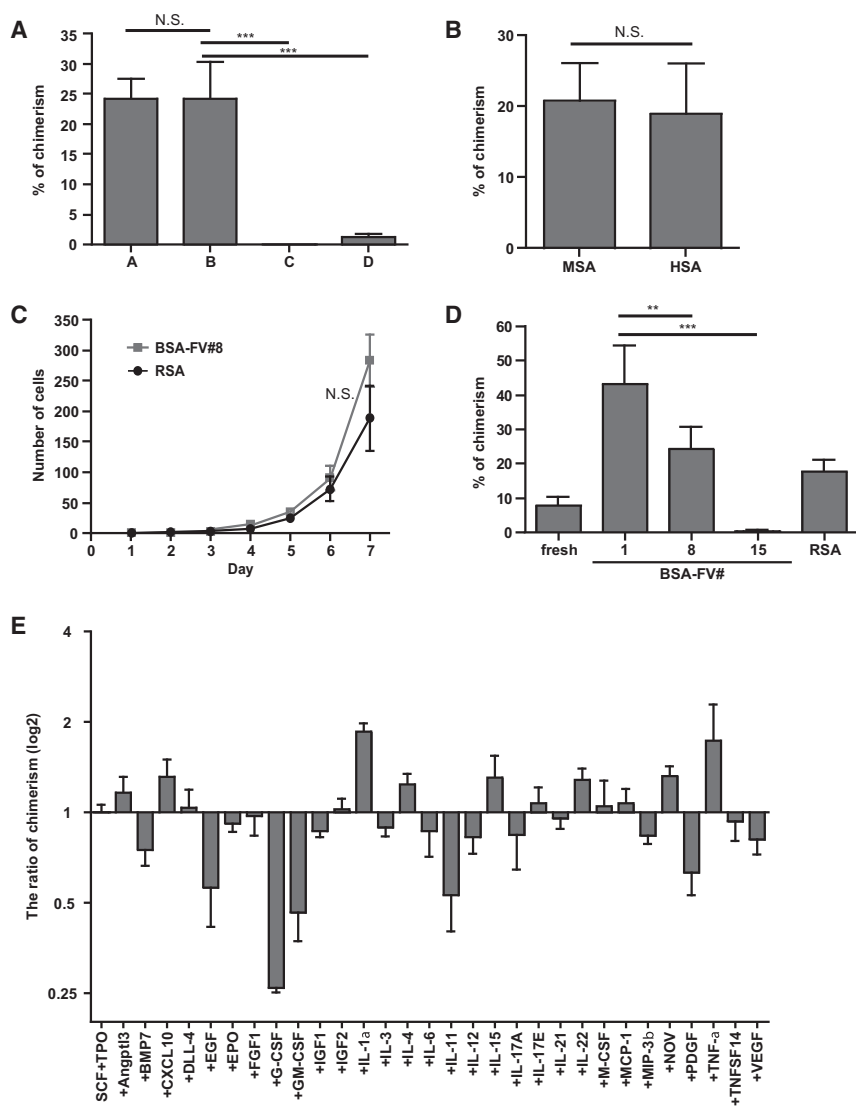 A
N.S.
***
***
% of chimerism
35
30
25
20
15
10
5
0
A B C D
B
N.S.
% of chimerism
30
20
10
0
MSA HSA
C
Number of cells
350
300
250
200
150
100
50
0
BSA-FV#8
RSA
N.S.
0 1 2 3 4 5 6 7
Day
D
**
***
% of chimerism
60
50
40
30
20
10
0
fresh 1 8 15 RSA
BSA-FV#
E
The ratio of chimerism (log2)
4
2
1
0.5
0.25
SCF+TPO
+Angptl3
+BMP7
+CXCL10
+DLL-4
+EGF
+EPO
+FGF1
+G-CSF
+GM-CSF
+IGF1
+IGF2
+IL-1a
+IL-3
+IL-4
+IL-6
+IL-11
+IL-12
+IL-15
+IL-17A
+IL-17E
+IL-21
+IL-22
+M-CSF
+MCP-1
+MIP-3b
+NOV
+PDGF
+TNF-a
+TNFSF14
+VEGF